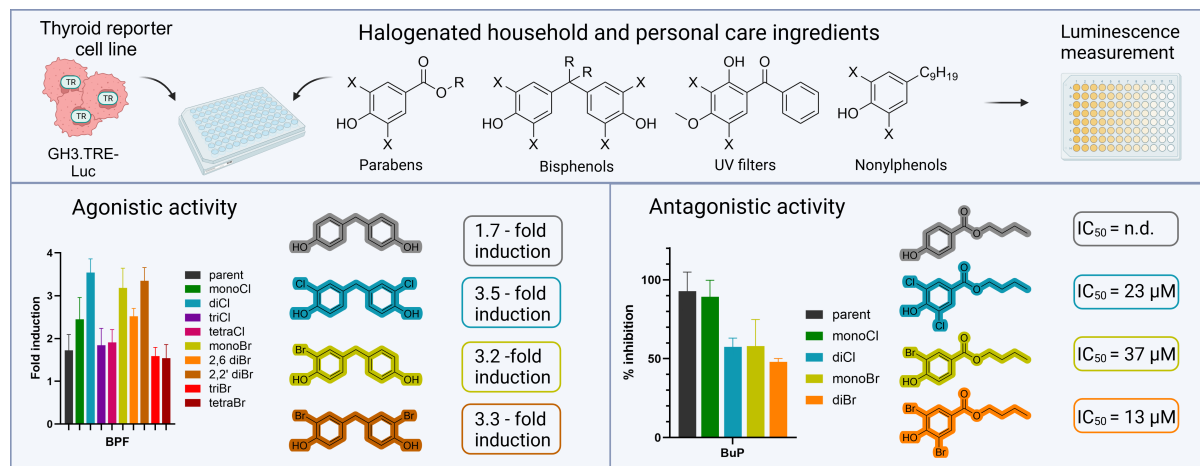 Thyroid reporter
cell line
TR
TR
TR
GH3.TRE-
Luc
Halogenated household and personal care ingredients
X
HO
X
O
O
R
Parabens
R
R
X
X
HO
OH
X
X
Bisphenols
OH
O
X
O
X
UV filters
X
C9H19
HO
X
Nonylphenols
Luminescence
measurement
Agonistic activity
Fold induction
4
3
2
1
0
BPF
parent
monoCl
diCl
triCl
tetraCl
monoBr
2,6 diBr
2,2' diBr
triBr
tetraBr
HO
OH
1.7 - fold
induction
Cl
Cl
HO
OH
3.5 - fold
induction
Br
HO
OH
3.2 -fold
induction
Br
Br
HO
OH
3.3 - fold
induction
Antagonistic activity
% inhibition
100
50
0
BuP
parent
monoCl
diCl
monoBr
diBr
O
O
HO
IC50 = n.d.
O
Cl
O
HO
Cl
IC50 = 23 µM
O
Br
O
HO
IC50 = 37 µM
O
Br
O
HO
Br
IC50 = 13 µM